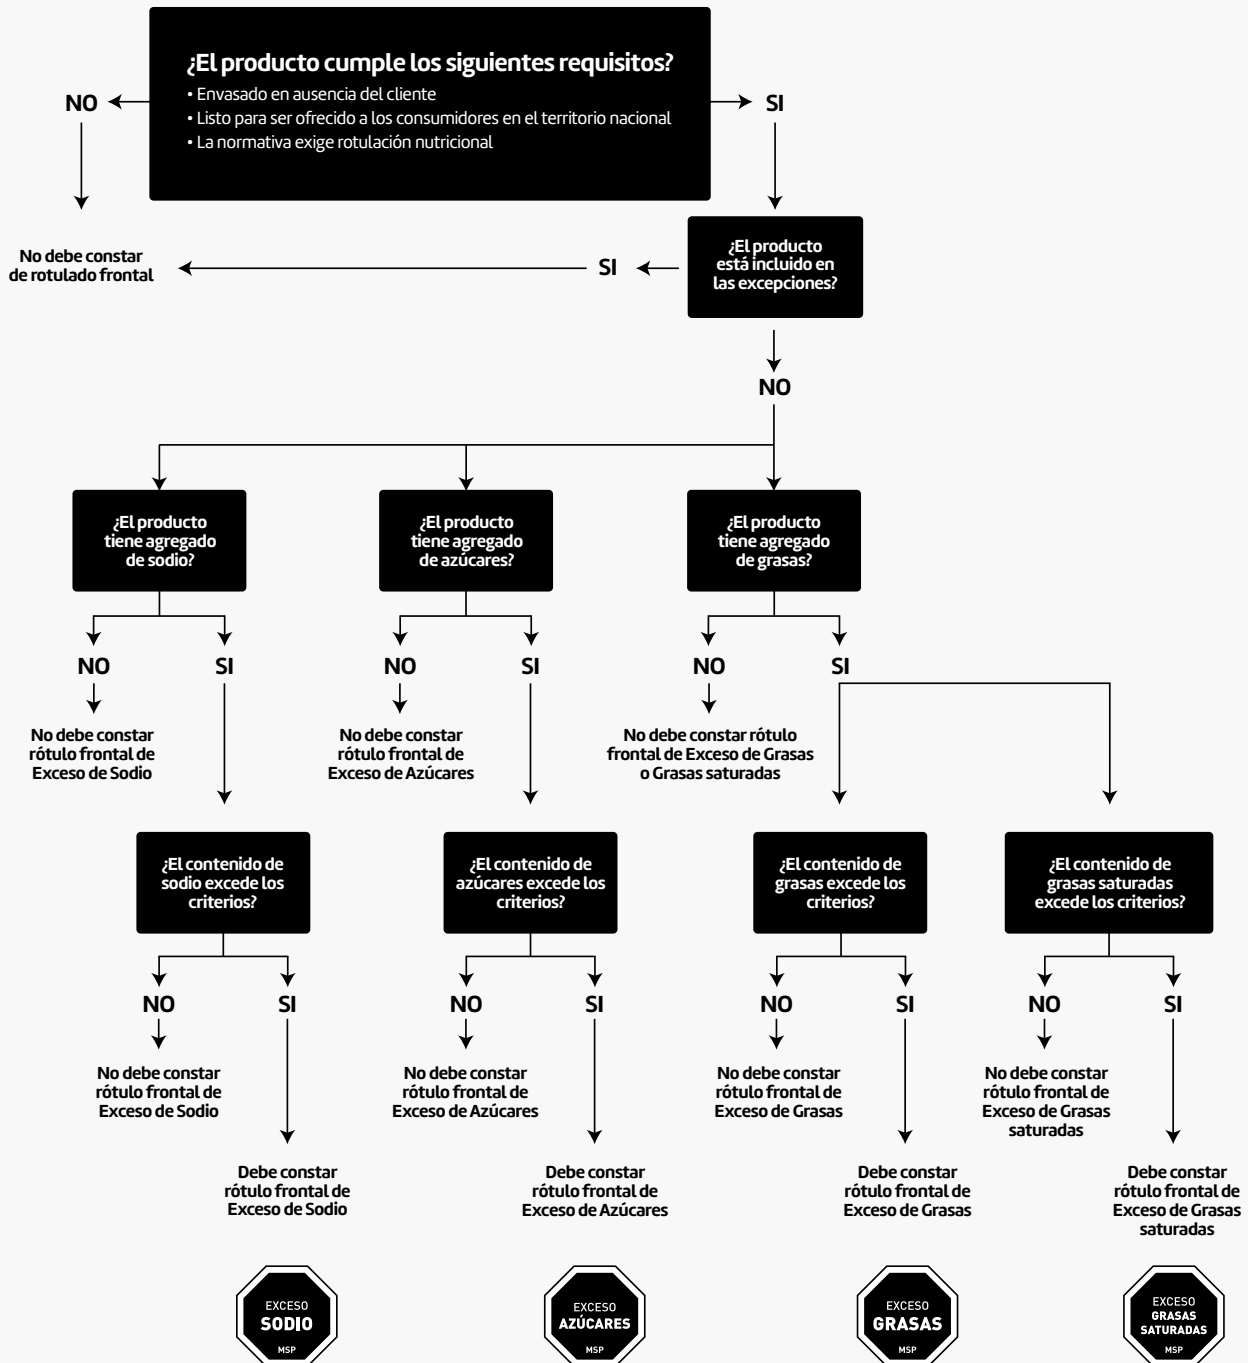 ¿El producto cumple los siguientes requisitos?
• Envasado en ausencia del cliente
• Listo para ser ofrecido a los consumidores en el territorio nacional
• La normativa exige rotulación nutricional
NO
SI
No debe constar
de rotulado frontal
SI
¿El producto
está incluido en
las excepciones?
NO
¿El producto
tiene agregado
de sodio?
¿El producto
tiene agregado
de azúcares?
¿El producto
tiene agregado
de grasas?
NO
SI
NO
SI
NO
SI
No debe constar
rótulo frontal de
Exceso de Sodio
No debe constar
rótulo frontal de
Exceso de Azúcares
No debe constar rótulo
frontal de Exceso de Grasas
o Grasas saturadas
¿El contenido de
sodio excede los
criterios?
¿El contenido de
azúcares excede los
criterios?
¿El contenido de
grasas excede los
criterios?
¿El contenido de
grasas saturadas
excede los criterios?
NO
SI
NO
SI
NO
SI
NO
SI
No debe constar
rótulo frontal de
Exceso de Sodio
No debe constar
rótulo frontal de
Exceso de Azúcares
No debe constar
rótulo frontal de
Exceso de Grasas
No debe constar
rótulo frontal de
Exceso de Grasas
saturadas
Debe constar
rótulo frontal de
Exceso de Sodio
Debe constar
rótulo frontal de
Exceso de Azúcares
Debe constar
rótulo frontal de
Exceso de Grasas
Debe constar
rótulo frontal de
Exceso de Grasas
saturadas
EXCESO
SODIO
MSP
EXCESO
AZÚCARES
MSP
EXCESO
GRASAS
MSP
EXCESO
GRASAS
SATURADAS
MSP